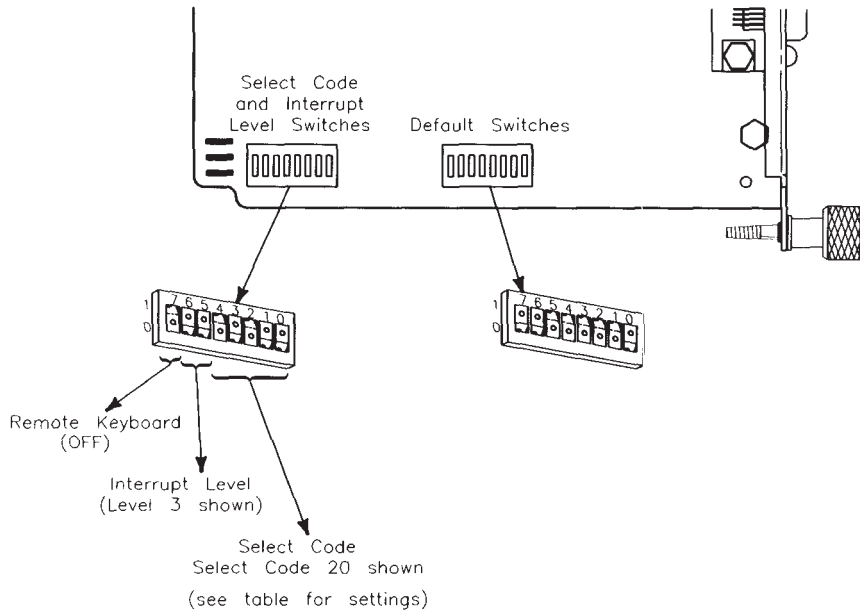 Select Code
and Interrupt
Level Switches
Default Switches
1 7 6 5 4 3 2 1 0
0
1 7 6 5 4 3 2 1 0
0
Remote Keyboard
(OFF)
Interrupt Level
(Level 3 shown)
Select Code
Select Code 20 shown
(see table for settings)